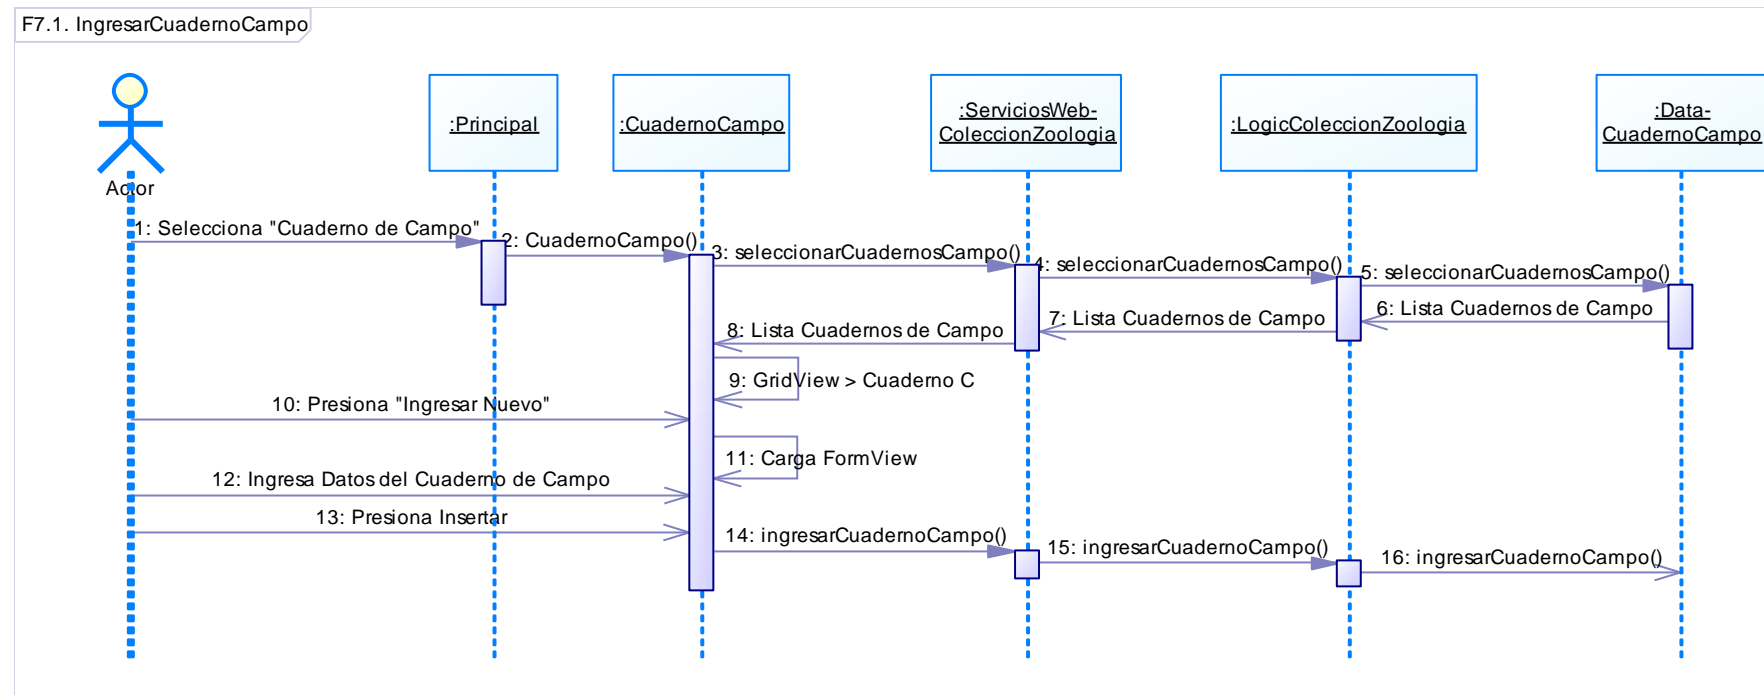 F7.1. IngresarCuadernoCampo
Actor
:Principal
:CuadernoCampo
:ServiciosWeb-
ColeccionZoologia
:LogicColeccionZoologia
:Data-
CuadernoCampo
1: Selecciona "Cuaderno de Campo"
2: CuadernoCampo()
3: seleccionarCuadernosCampo()
4: seleccionarCuadernosCampo()
5: seleccionarCuadernosCampo()
6: Lista Cuadernos de Campo
7: Lista Cuadernos de Campo
8: Lista Cuadernos de Campo
9: GridView > Cuaderno C
10: Presiona "Ingresar Nuevo"
11: Carga FormView
12: Ingresa Datos del Cuaderno de Campo
13: Presiona Insertar
14: ingresarCuadernoCampo()
15: ingresarCuadernoCampo()
16: ingresarCuadernoCampo()